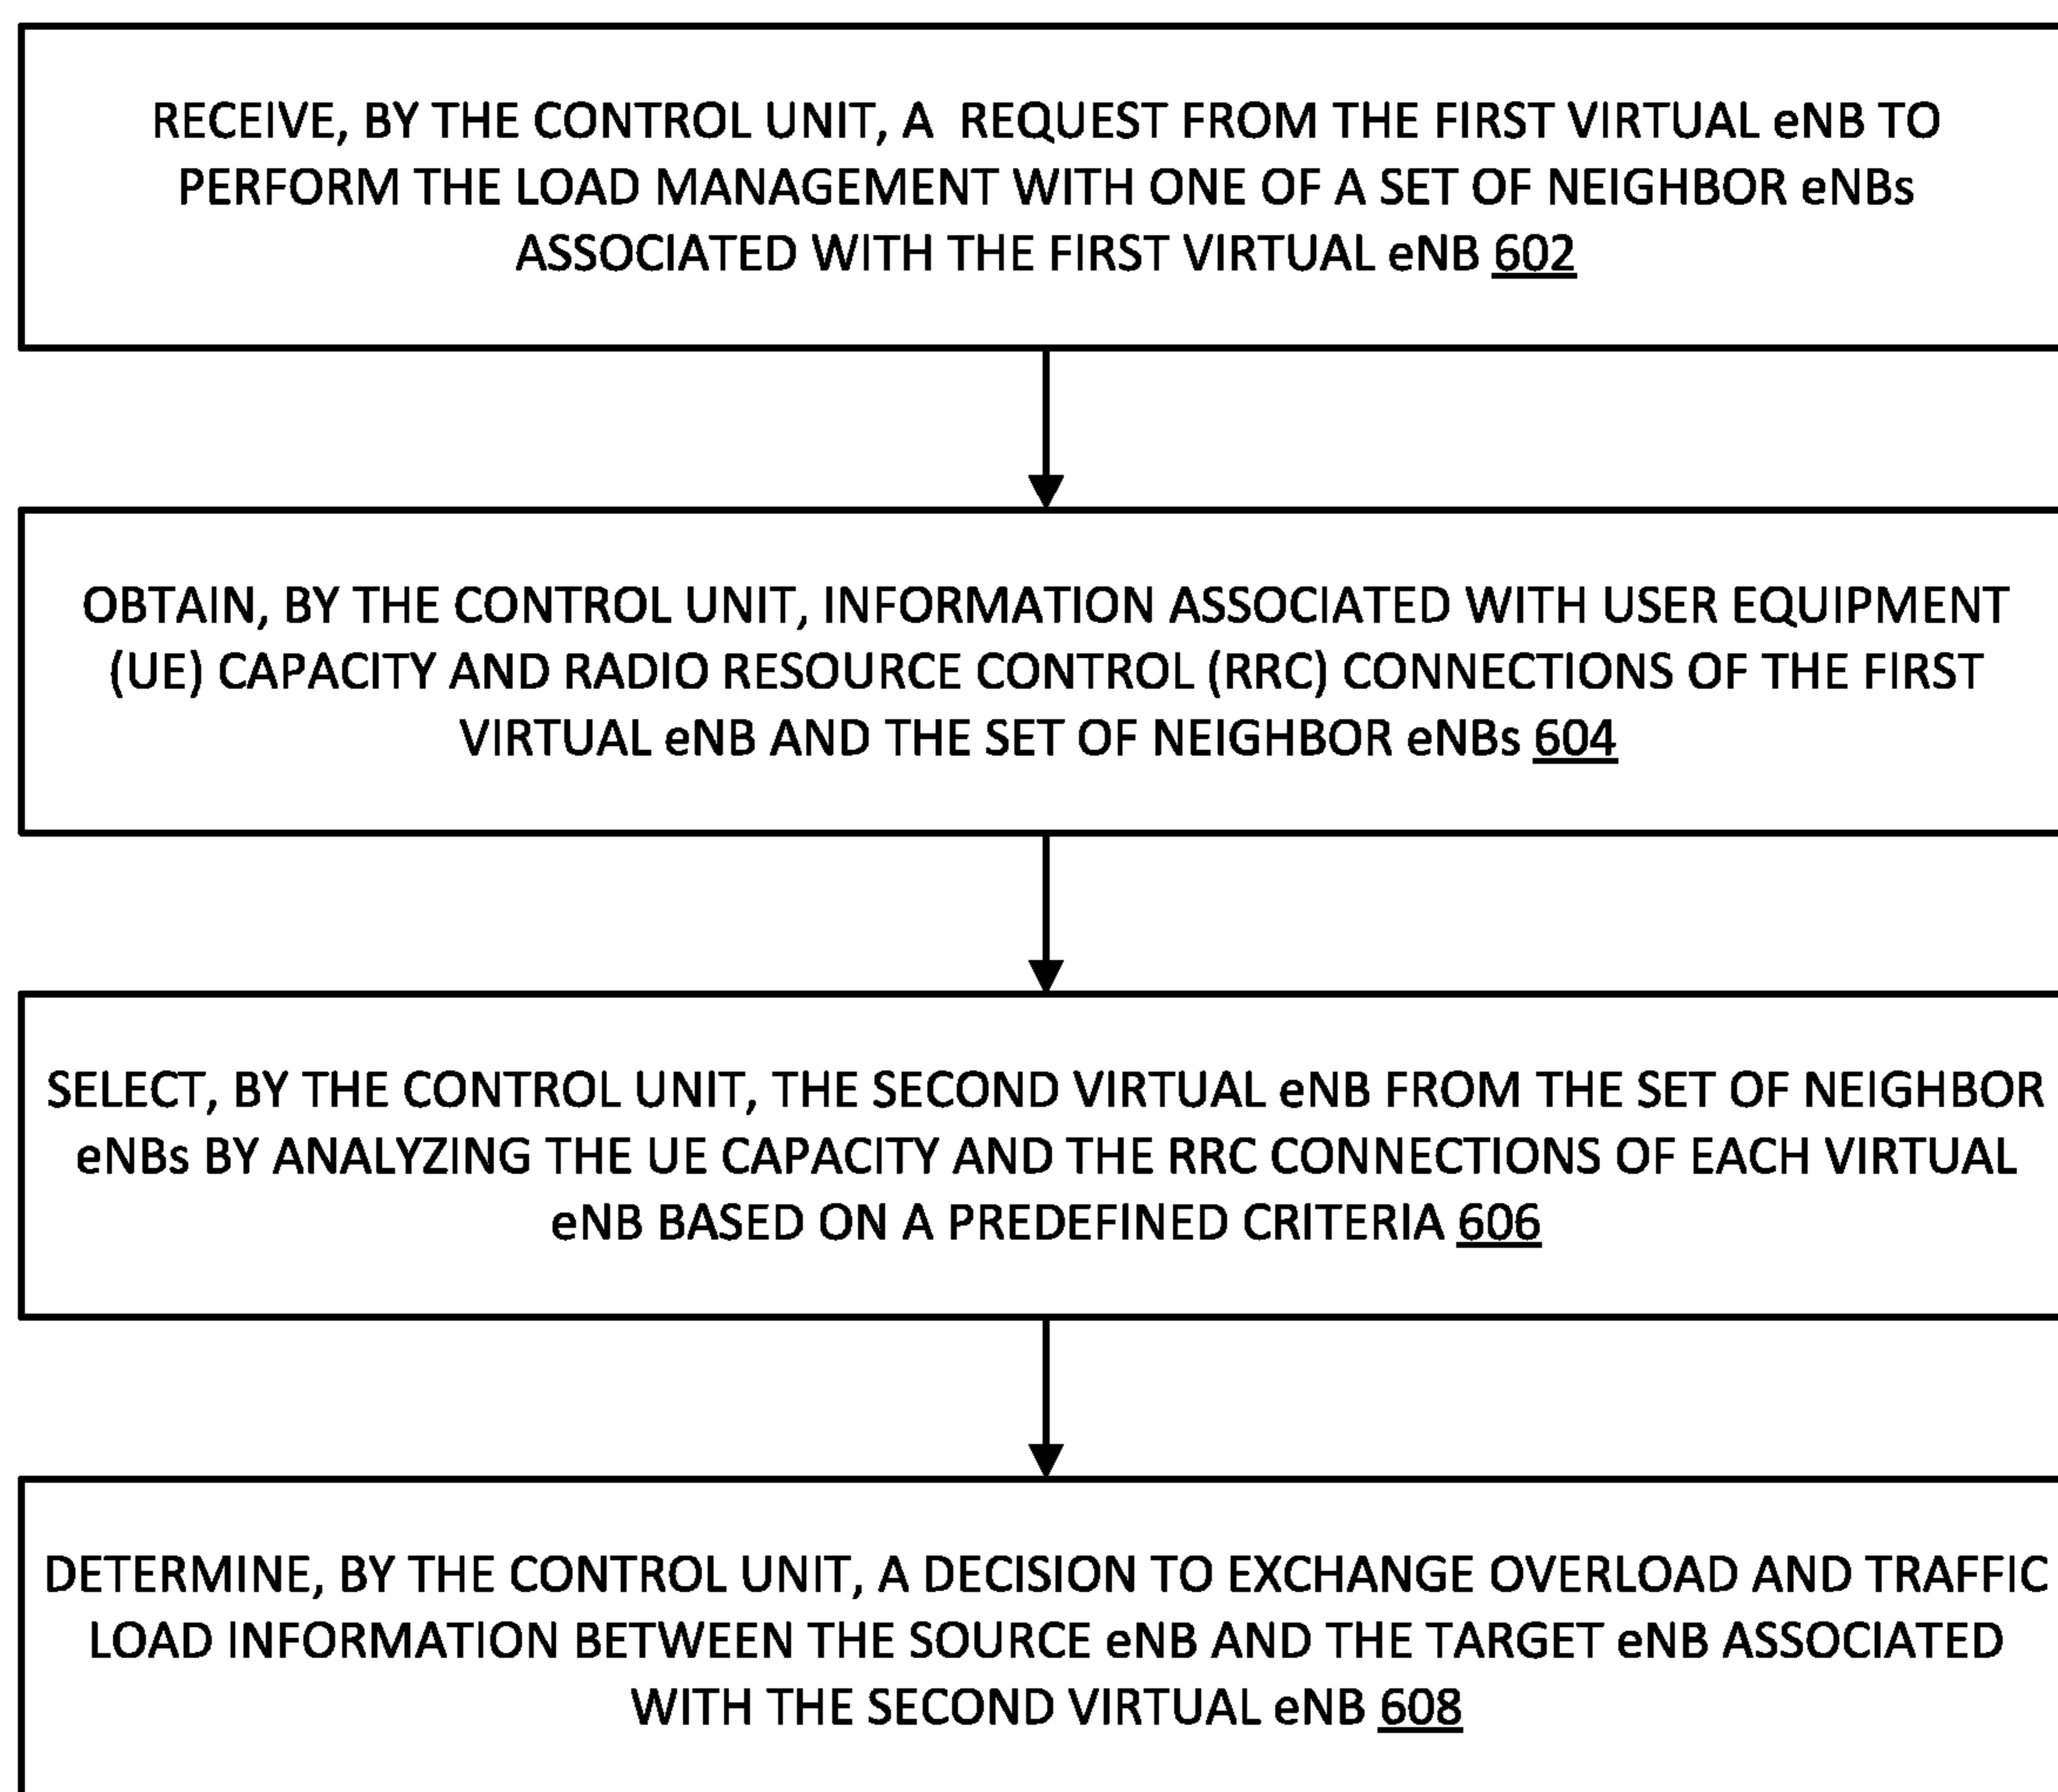 RECEIVE, BY THE CONTROL UNIT, A REQUEST FROM THE FIRST VIRTUAL eNB TO
PERFORM THE LOAD MANAGEMENT WITH ONE OF A SET OF NEIGHBOR eNBs
ASSOCIATED WITH THE FIRST VIRTUAL eNB 602
OBTAIN, BY THE CONTROL UNIT, INFORMATION ASSOCIATED WITH USER EQUIPMENT
(UE) CAPACITY AND RADIO RESOURCE CONTROL (RRC) CONNECTIONS OF THE FIRST
VIRTUAL eNB AND THE SET OF NEIGHBOR eNBs 604
SELECT, BY THE CONTROL UNIT, THE SECOND VIRTUAL eNB FROM THE SET OF NEIGHBOR
eNBs BY ANALYZING THE UE CAPACITY AND THE RRC CONNECTIONS OF EACH VIRTUAL
eNB BASED ON A PREDEFINED CRITERIA 606
DETERMINE, BY THE CONTROL UNIT, A DECISION TO EXCHANGE OVERLOAD AND TRAFFIC
LOAD INFORMATION BETWEEN THE SOURCE eNB AND THE TARGET eNB ASSOCIATED
WITH THE SECOND VIRTUAL eNB 608